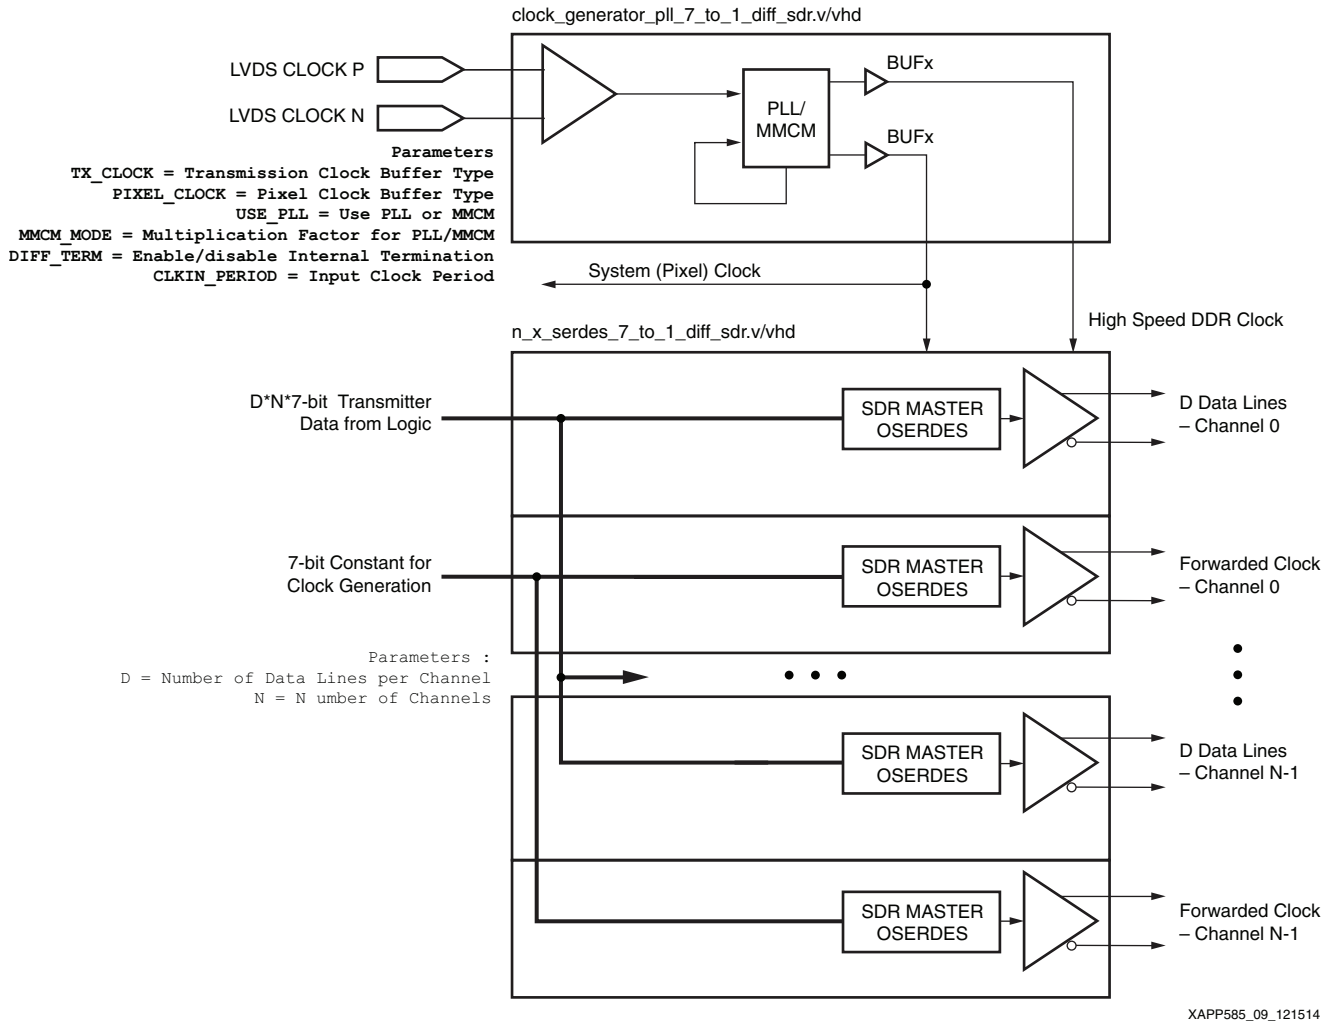 clock_generator_pll_7_to_1_diff_sdr.v/vhd
LVDS CLOCK P
LVDS CLOCK N
BUFx
PLL/
MMCM
BUFx
Parameters
TX_CLOCK = Transmission Clock Buffer Type
PIXEL_CLOCK = Pixel Clock Buffer Type
USE_PLL = Use PLL or MMCM
MMCM_MODE = Multiplication Factor for PLL/MMCM
DIFF_TERM = Enable/disable Internal Termination
CLKIN_PERIOD = Input Clock Period
System (Pixel) Clock
High Speed DDR Clock
n_x_serdes_7_to_1_diff_sdr.v/vhd
D*N*7-bit Transmitter
Data from Logic
SDR MASTER
OSERDES
D Data Lines
– Channel 0
7-bit Constant for
Clock Generation
SDR MASTER
OSERDES
Forwarded Clock
– Channel 0
Parameters :
D = Number of Data Lines per Channel
N = N umber of Channels
SDR MASTER
OSERDES
D Data Lines
– Channel N-1
SDR MASTER
OSERDES
Forwarded Clock
– Channel N-1
XAPP585_09_121514